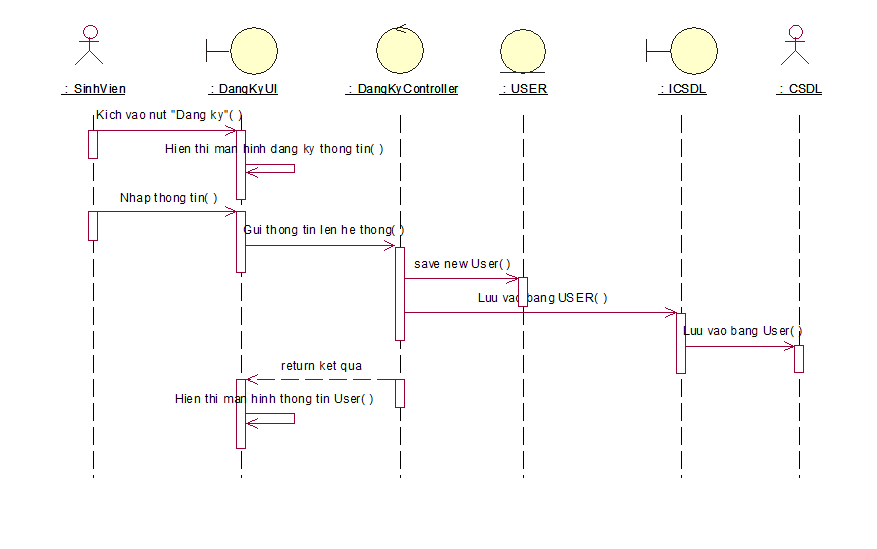 : SinhVien
: DangKyUI
: DangKyController
: USER
: ICSDL
: CSDL
Kich vao nut "Dang ky"( )
Hien thi man hinh dang ky thong tin( )
Nhap thong tin( )
Gui thong tin len he thong( )
save new User( )
Luu vao bang USER( )
Luu vao bang User( )
return ket qua
Hien thi man hinh thong tin User( )